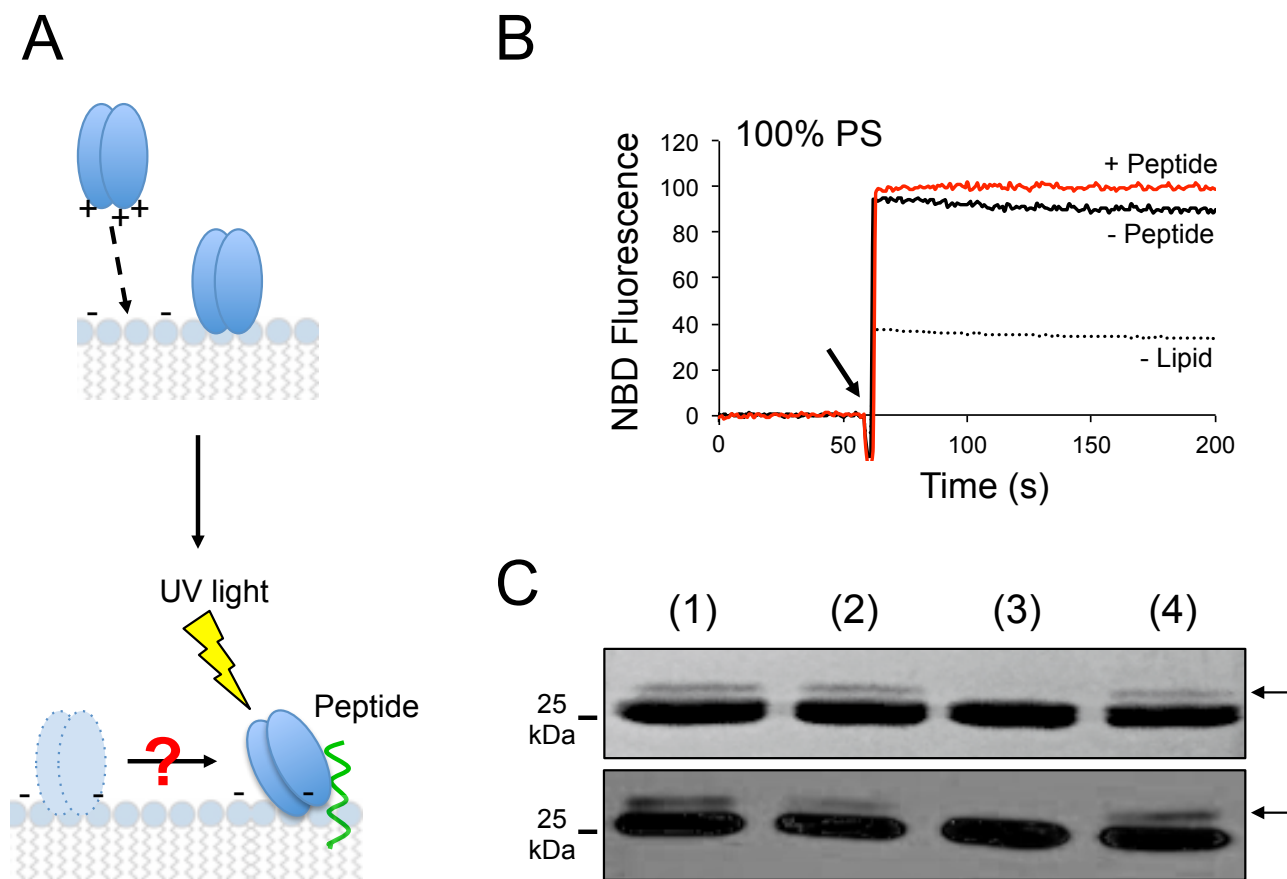 A
+
+
+
-
-
UV light
Peptide
?
-
-
-
-
B
100% PS
NBD Fluorescence
120
100
80
60
40
20
0
0
50
100
150
200
Time (s)
+ Peptide
- Peptide
- Lipid
C
(1)
(2)
(3)
(4)
25
kDa
25
kDa